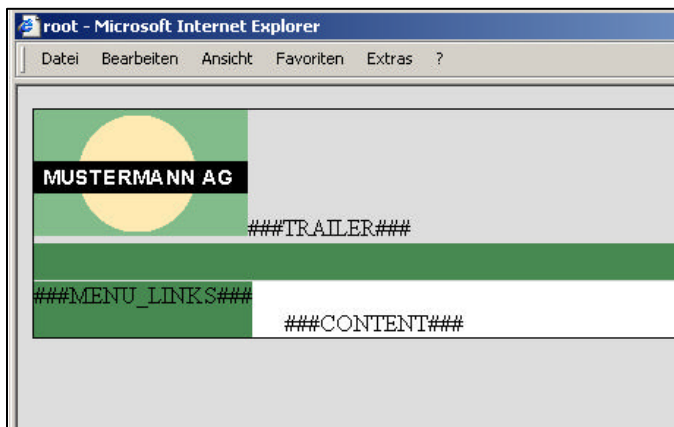 root - Microsoft Internet Explorer
Datei Bearbeiten Ansicht Favoriten Extras ?
MUSTERMANN AG
###TRAILER###
###MENU_LINKS###
###CONTENT###